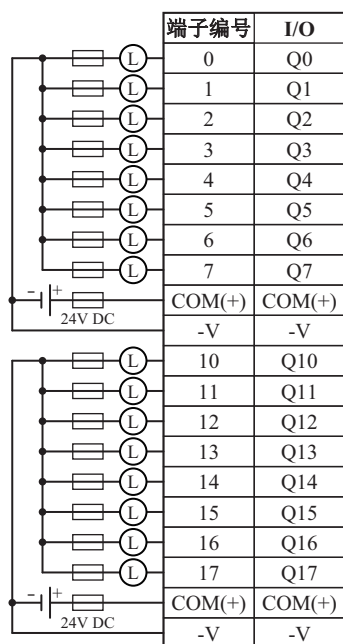 端子编号 I/O
L 0 Q0
L 1 Q1
L 2 Q2
L 3 Q3
L 4 Q4
L 5 Q5
L 6 Q6
L 7 Q7
- + COM(+) COM(+)
24V DC
-V -V
L 10 Q10
L 11 Q11
L 12 Q12
L 13 Q13
L 14 Q14
L 15 Q15
L 16 Q16
L 17 Q17
- + COM(+) COM(+)
24V DC
-V -V